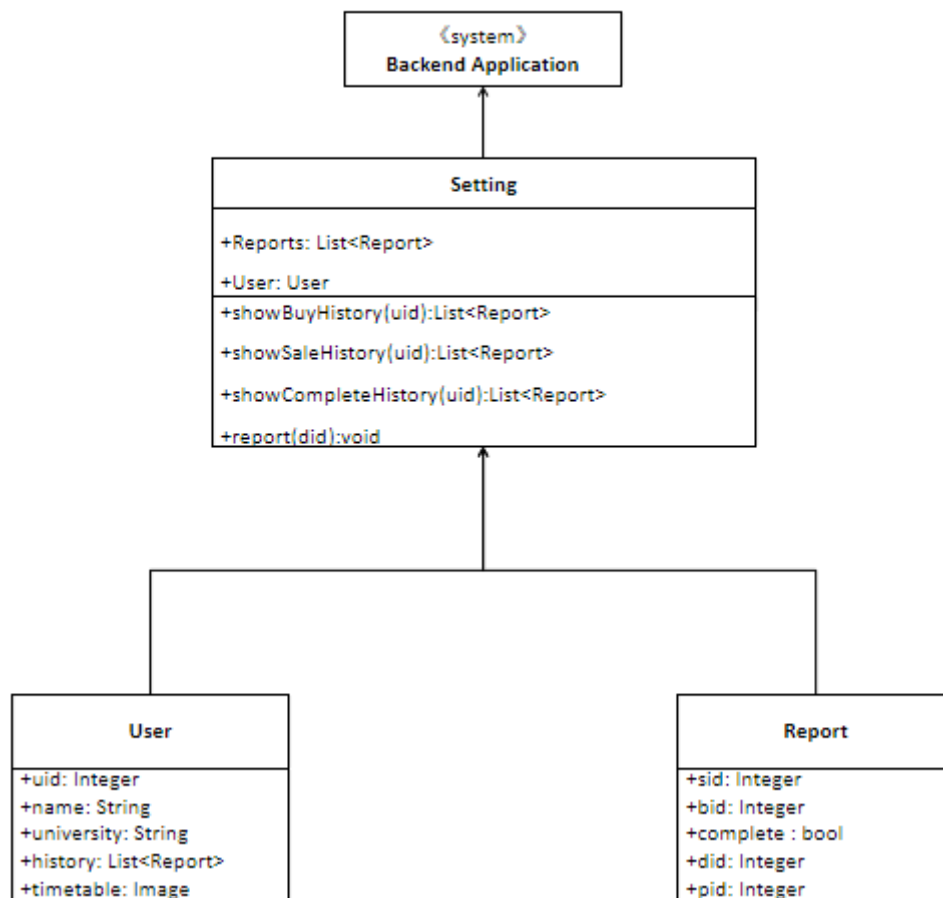 《system》
Backend Application
Setting
+Reports: List<Report>
+User: User
+showBuyHistory(uid):List<Report>
+showSaleHistory(uid):List<Report>
+showCompleteHistory(uid):List<Report>
+report(did):void
User
+uid: Integer
+name: String
+university: String
+history: List<Report>
+timetable: Image
Report
+sid: Integer
+bid: Integer
+complete : bool
+did: Integer
+pid: Integer